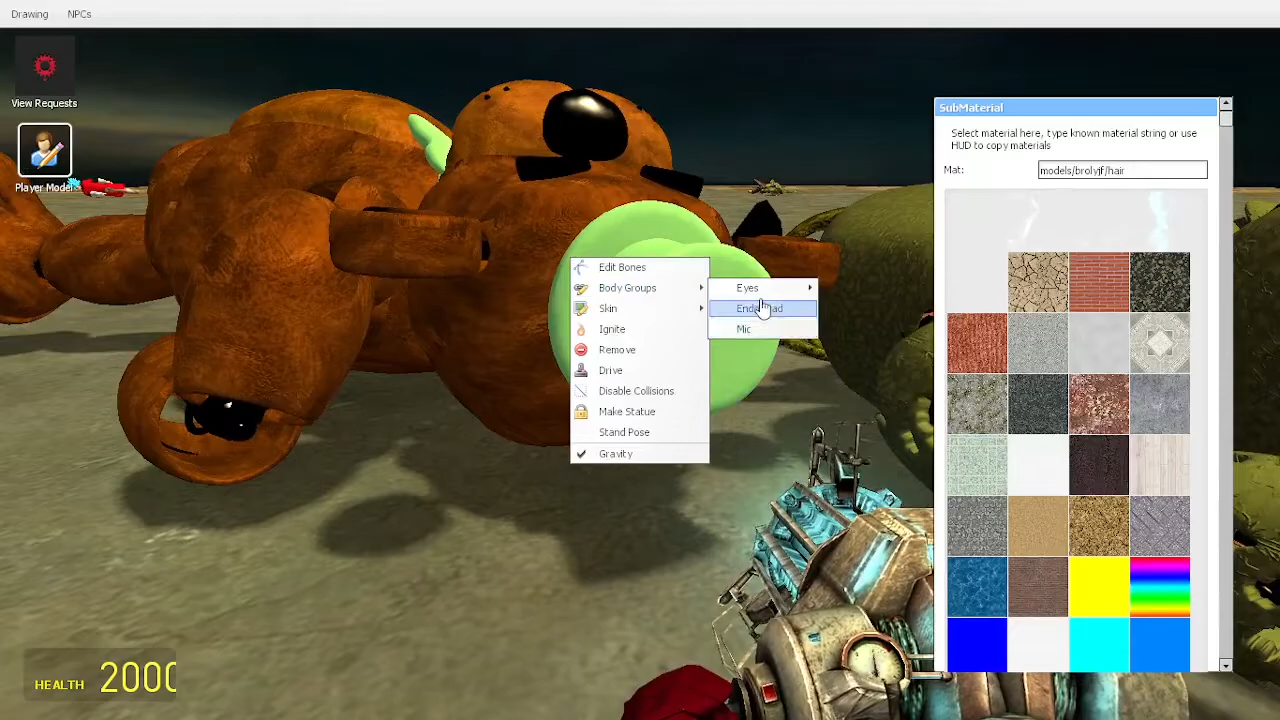 Drawing NPCs
View Requests
Player Model
Edit Bones
Body Groups
Skin
Ignite
Remove
Drive
Disable Collisions
Make Statue
Stand Pose
Gravity
Eyes
Mic
SubMaterial
Select material here, type known material string or use
HUD to copy materials
Mat: models/brolyjf/hair
HEALTH 2000